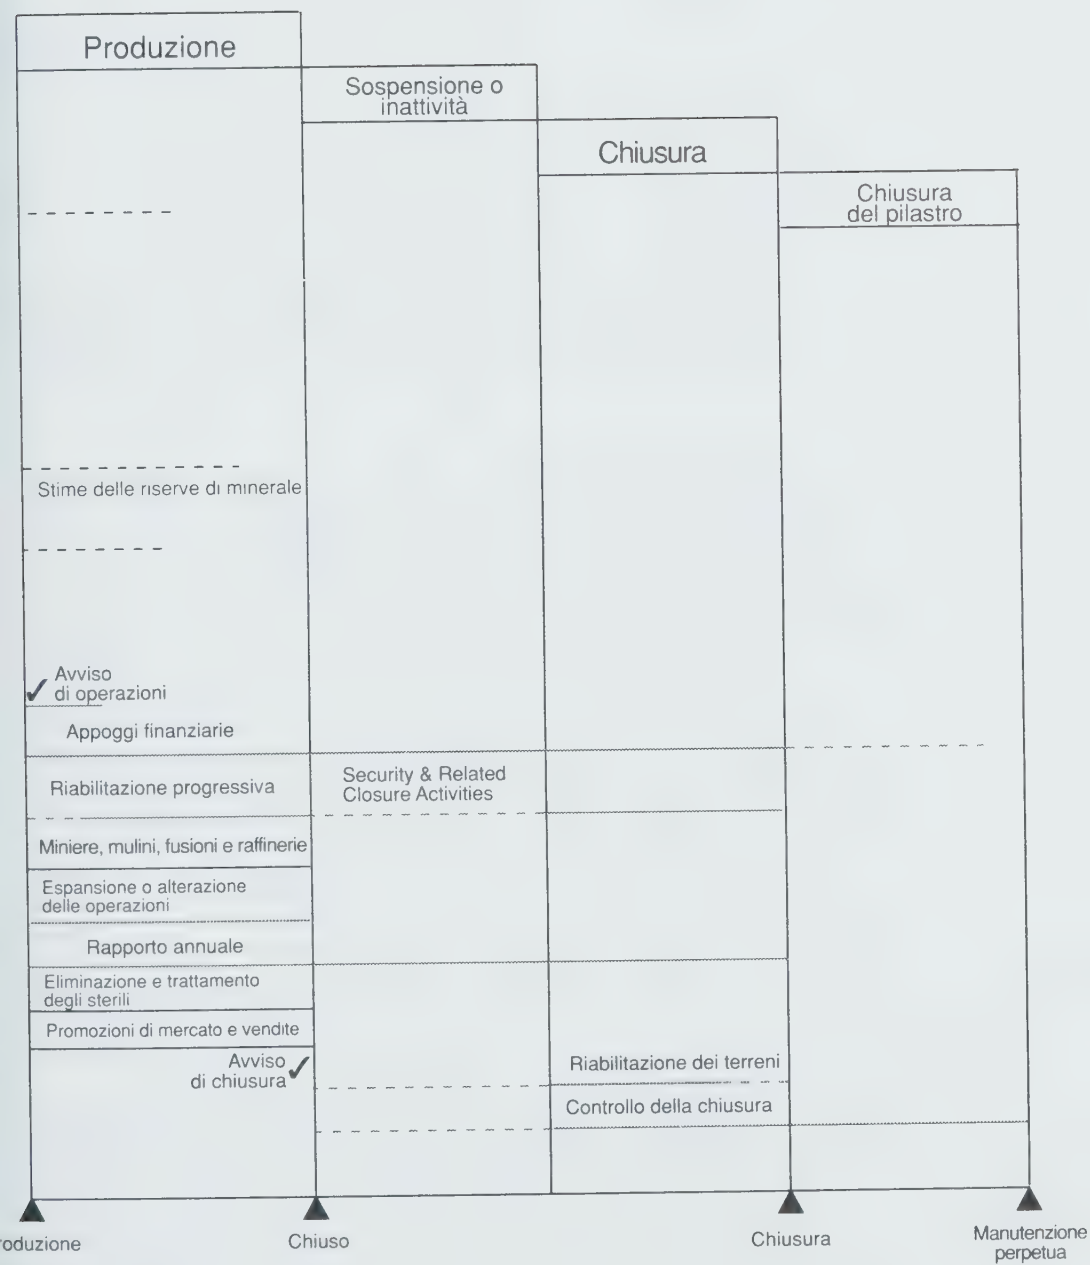 Produzione
Sospensione o
inattività
Chiusura
Chiusura
del pilastro
Stime delle riserve di minerale
Avviso
di operazioni
Appoggi finanziarie
Riabilitazione progressiva
Security & Related
Closure Activities
Miniere, mulini, fusioni e raffinerie
Espansione o alterazione
delle operazioni
Rapporto annuale
Eliminazione e trattamento
degli sterili
Promozioni di mercato e vendite
Avviso
di chiusura
Riabilitazione dei terreni
Controllo della chiusura
roduzione
Chiuso
Chiusura
Manutenzione
perpetua